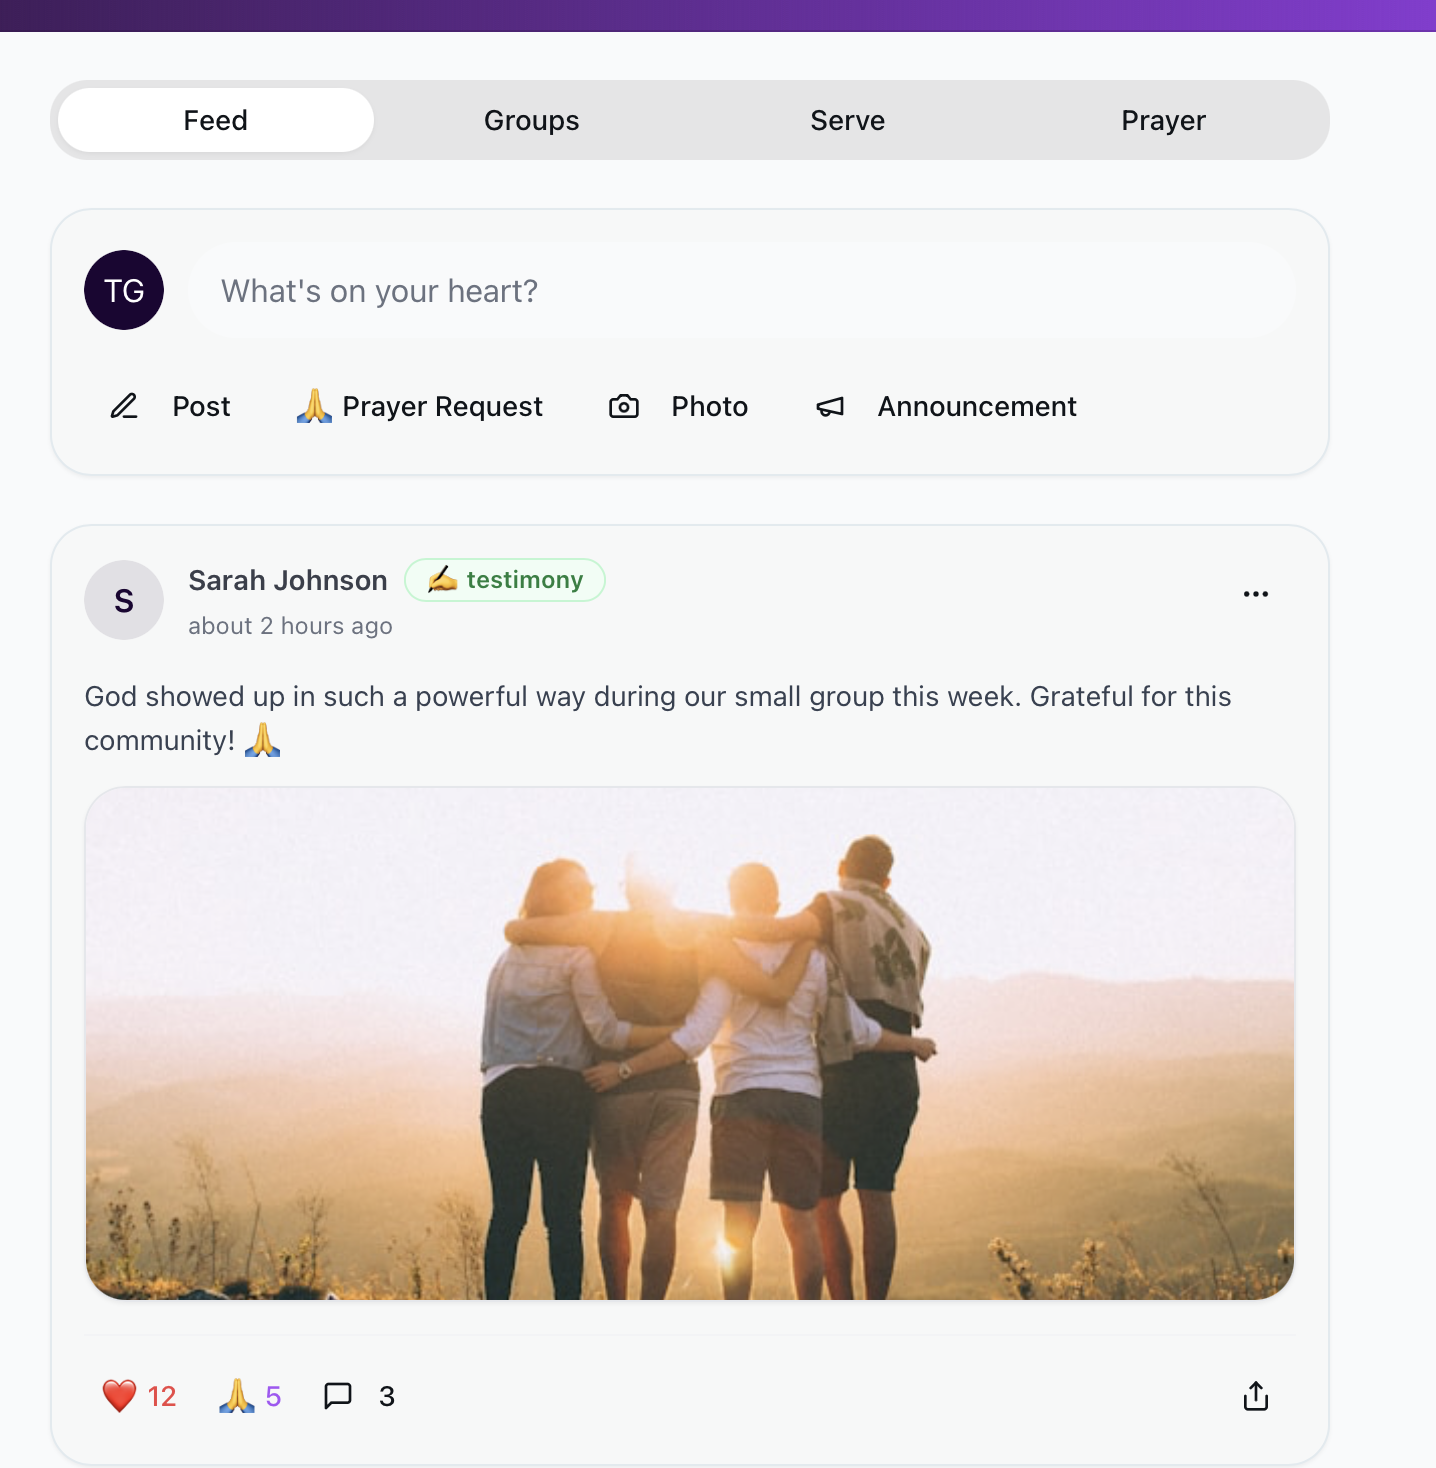 Feed Groups Serve Prayer
TG What's on your heart?
Post 🙏 Prayer Request Photo Announcement
S
Sarah Johnson ✍️ testimony
about 2 hours ago
God showed up in such a powerful way during our small group this week. Grateful for this
community! 🙏
❤️ 12 🙏 5 3